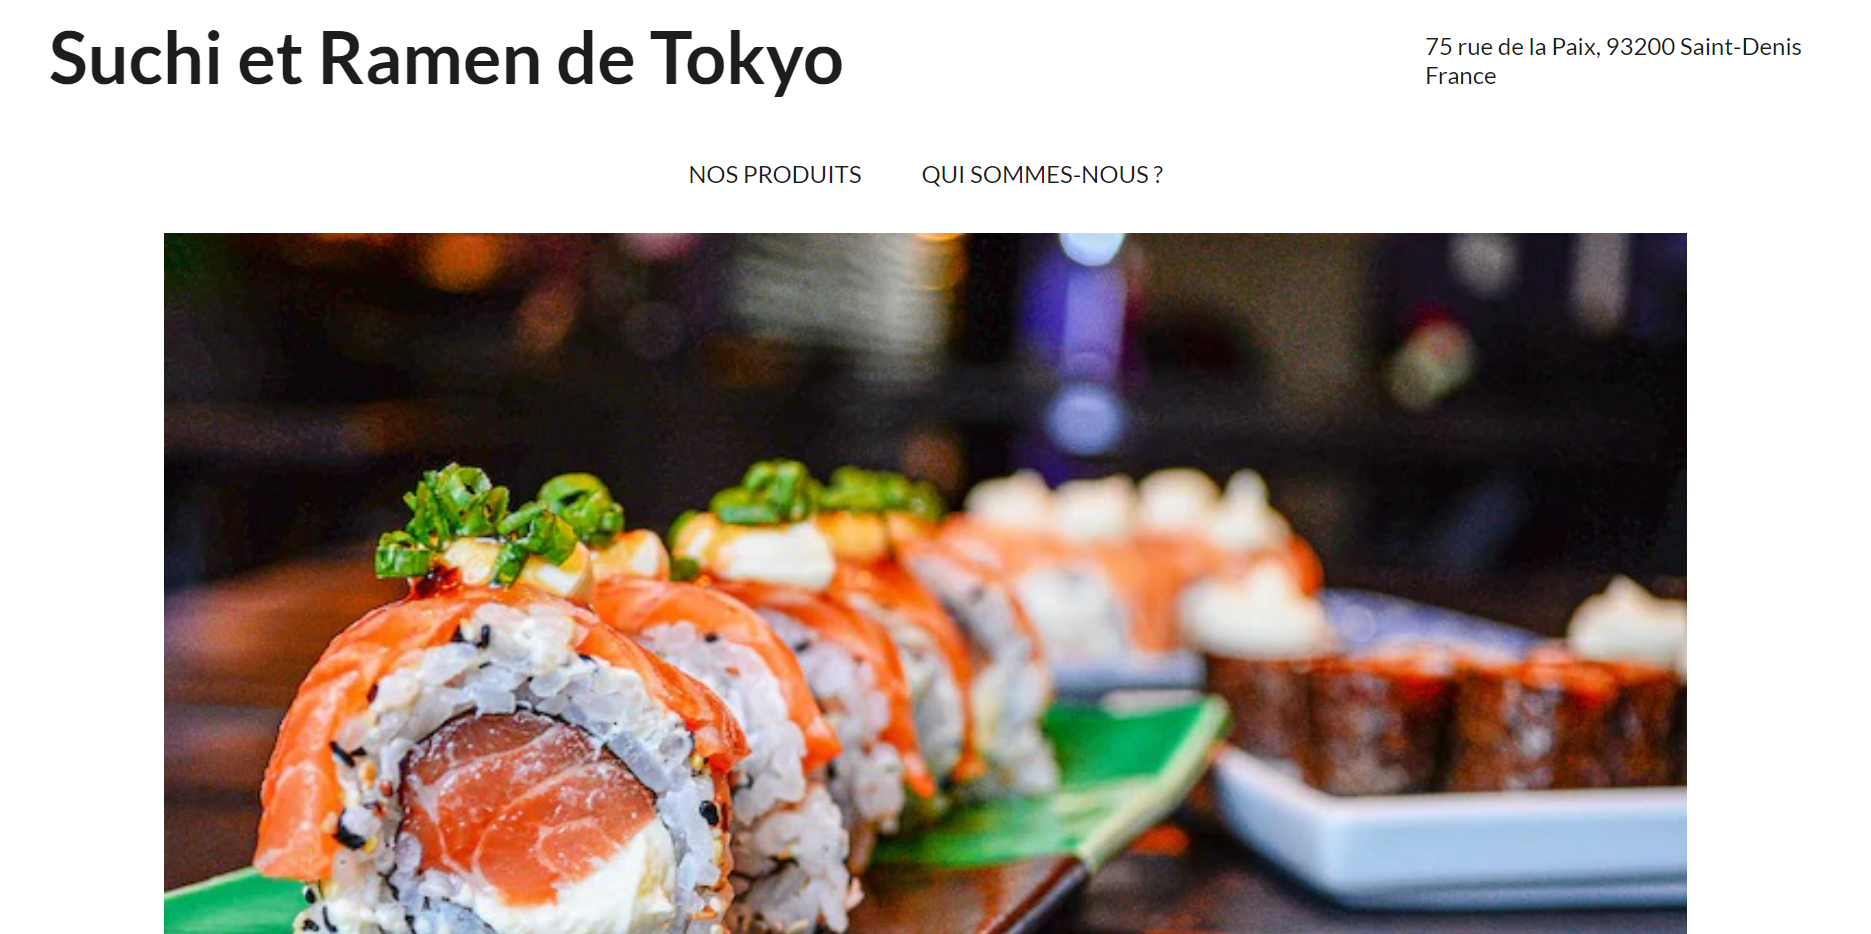 Suchi et Ramen de Tokyo
75 rue de la Paix, 93200 Saint-Denis
France
NOS PRODUITS
QUI SOMMES-NOUS ?